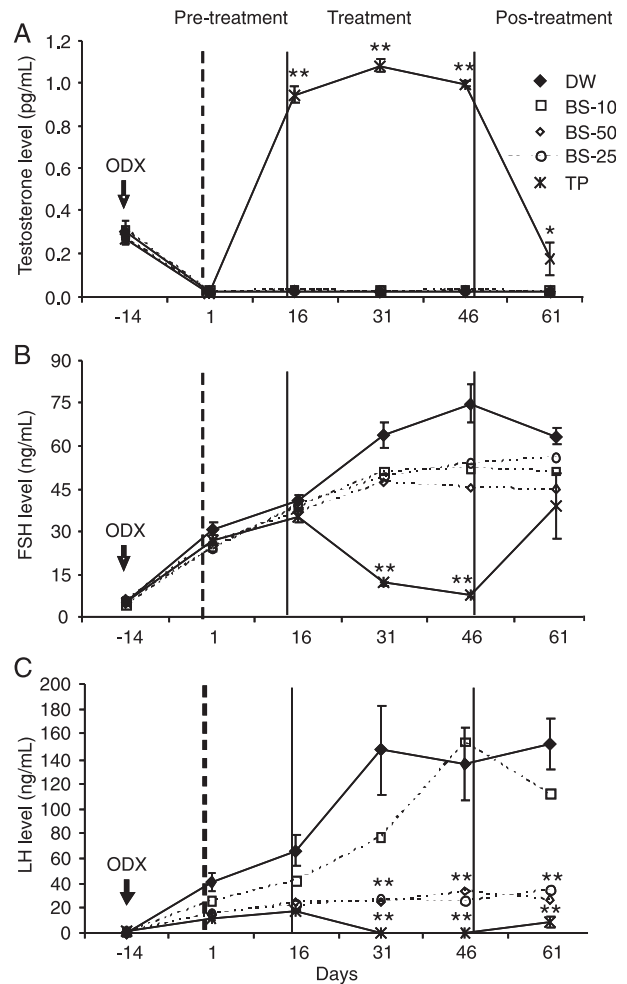 Pre-treatment Treatment Pos-treatment
A
Testosterone level (pg/mL)
1.2
1.0
0.8
0.6
0.4
0.2
0.0
ODX
**
**
**
*
DW
BS-10
BS-50
BS-25
TP
-14 1 16 31 46 61
B
FSH level (ng/mL)
90
75
60
45
30
15
0
ODX
**
**
-14 1 16 31 46 61
C
LH level (ng/mL)
200
180
160
140
120
100
80
60
40
20
0
ODX
** ** **
** ** **
-14 1 16 31 46 61
Days